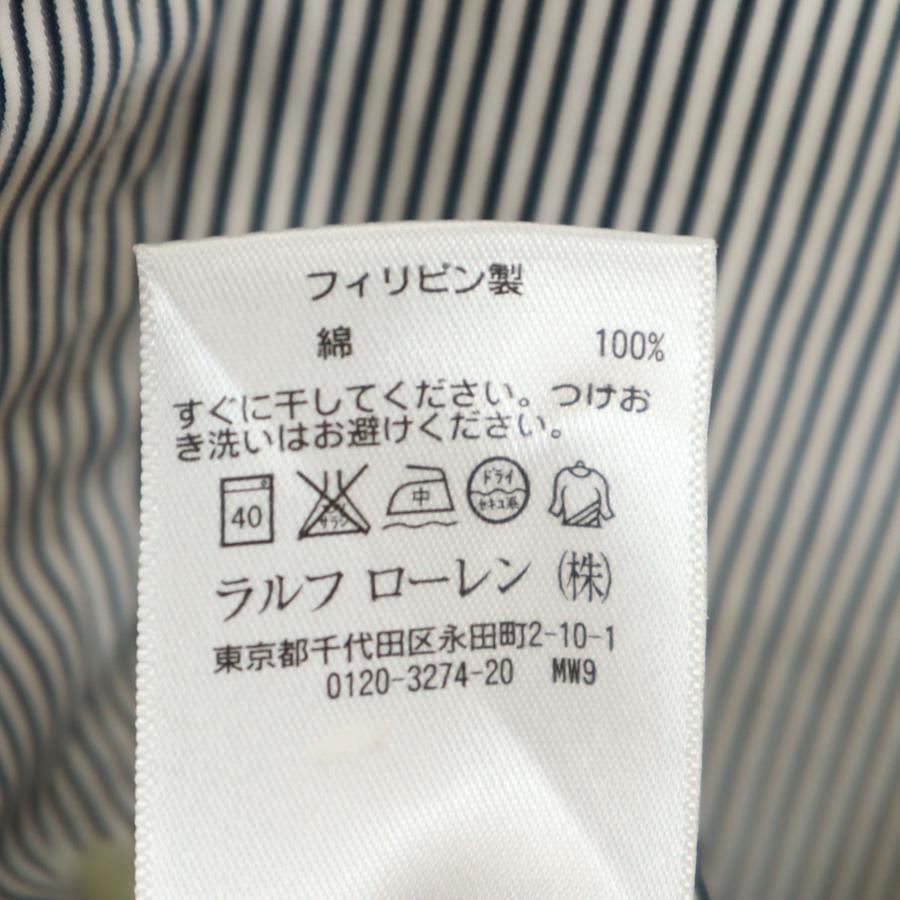 フィリピン製
綿 100%
すぐに干してください。つけお
き洗いはお避けください。
40 サラシ 中 ドライ セキユ系
ラルフ ローレン (株)
東京都千代田区永田町2-10-1
0120-3274-20 MW9